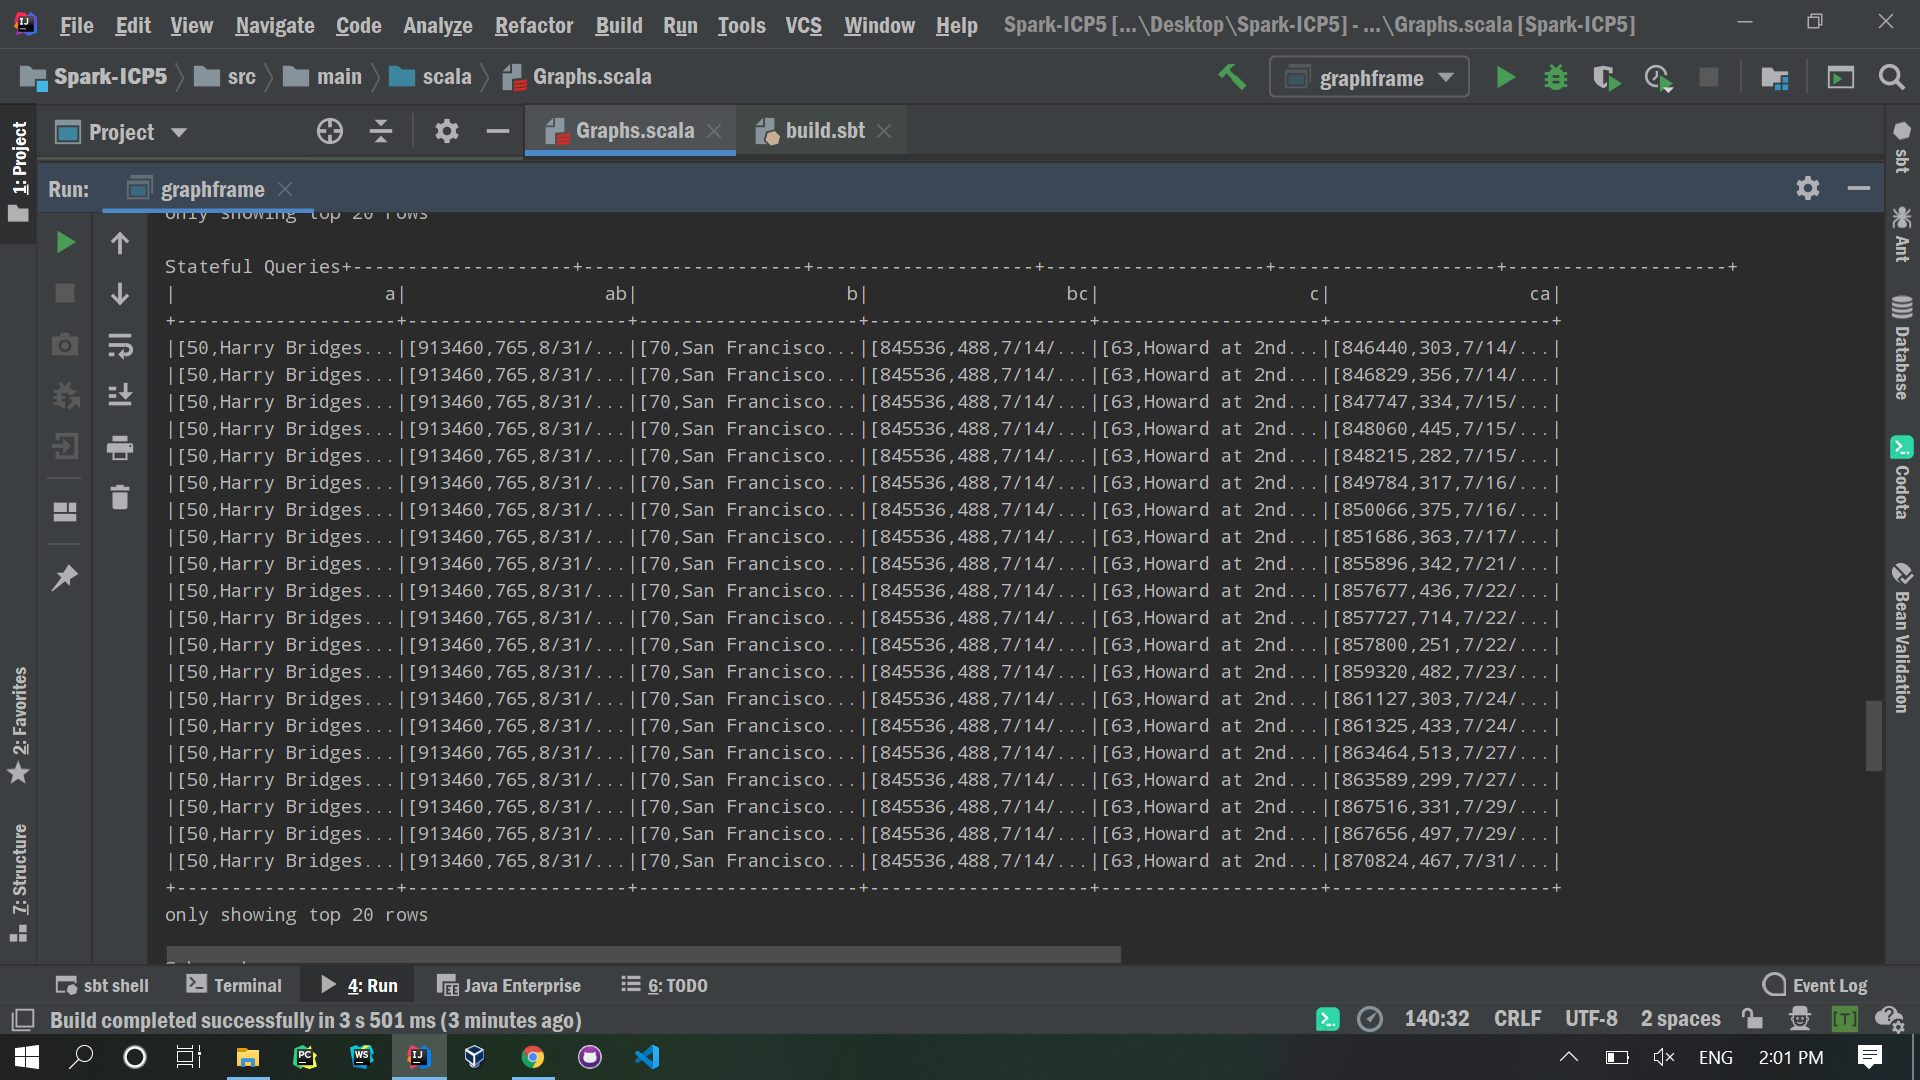 File Edit View Navigate Code Analyze Refactor Build Run Tools VCS Window Help Spark-ICP5 [...\Desktop\Spark-ICP5] - ...\Graphs.scala [Spark-ICP5]
Spark-ICP5 src main scala Graphs.scala graphframe
Project Graphs.scala build.sbt
Run: graphframe
only showing top 20 rows
Stateful Queries+--------------------+--------------------+--------------------+--------------------+--------------------+--------------------+
|                   a|                  ab|                   b|                  bc|                   c|                  ca|
+--------------------+--------------------+--------------------+--------------------+--------------------+--------------------+
|[50,Harry Bridges...|[913460,765,8/31/...|[70,San Francisco...|[845536,488,7/14/...|[63,Howard at 2nd...|[846440,303,7/14/...|
|[50,Harry Bridges...|[913460,765,8/31/...|[70,San Francisco...|[845536,488,7/14/...|[63,Howard at 2nd...|[846829,356,7/14/...|
|[50,Harry Bridges...|[913460,765,8/31/...|[70,San Francisco...|[845536,488,7/14/...|[63,Howard at 2nd...|[847747,334,7/15/...|
|[50,Harry Bridges...|[913460,765,8/31/...|[70,San Francisco...|[845536,488,7/14/...|[63,Howard at 2nd...|[848060,445,7/15/...|
|[50,Harry Bridges...|[913460,765,8/31/...|[70,San Francisco...|[845536,488,7/14/...|[63,Howard at 2nd...|[848215,282,7/15/...|
|[50,Harry Bridges...|[913460,765,8/31/...|[70,San Francisco...|[845536,488,7/14/...|[63,Howard at 2nd...|[849784,317,7/16/...|
|[50,Harry Bridges...|[913460,765,8/31/...|[70,San Francisco...|[845536,488,7/14/...|[63,Howard at 2nd...|[850066,375,7/16/...|
|[50,Harry Bridges...|[913460,765,8/31/...|[70,San Francisco...|[845536,488,7/14/...|[63,Howard at 2nd...|[851686,363,7/17/...|
|[50,Harry Bridges...|[913460,765,8/31/...|[70,San Francisco...|[845536,488,7/14/...|[63,Howard at 2nd...|[855896,342,7/21/...|
|[50,Harry Bridges...|[913460,765,8/31/...|[70,San Francisco...|[845536,488,7/14/...|[63,Howard at 2nd...|[857677,436,7/22/...|
|[50,Harry Bridges...|[913460,765,8/31/...|[70,San Francisco...|[845536,488,7/14/...|[63,Howard at 2nd...|[857727,714,7/22/...|
|[50,Harry Bridges...|[913460,765,8/31/...|[70,San Francisco...|[845536,488,7/14/...|[63,Howard at 2nd...|[857800,251,7/22/...|
|[50,Harry Bridges...|[913460,765,8/31/...|[70,San Francisco...|[845536,488,7/14/...|[63,Howard at 2nd...|[859320,482,7/23/...|
|[50,Harry Bridges...|[913460,765,8/31/...|[70,San Francisco...|[845536,488,7/14/...|[63,Howard at 2nd...|[861127,303,7/24/...|
|[50,Harry Bridges...|[913460,765,8/31/...|[70,San Francisco...|[845536,488,7/14/...|[63,Howard at 2nd...|[861325,433,7/24/...|
|[50,Harry Bridges...|[913460,765,8/31/...|[70,San Francisco...|[845536,488,7/14/...|[63,Howard at 2nd...|[863464,513,7/27/...|
|[50,Harry Bridges...|[913460,765,8/31/...|[70,San Francisco...|[845536,488,7/14/...|[63,Howard at 2nd...|[863589,299,7/27/...|
|[50,Harry Bridges...|[913460,765,8/31/...|[70,San Francisco...|[845536,488,7/14/...|[63,Howard at 2nd...|[867516,331,7/29/...|
|[50,Harry Bridges...|[913460,765,8/31/...|[70,San Francisco...|[845536,488,7/14/...|[63,Howard at 2nd...|[867656,497,7/29/...|
|[50,Harry Bridges...|[913460,765,8/31/...|[70,San Francisco...|[845536,488,7/14/...|[63,Howard at 2nd...|[870824,467,7/31/...|
+--------------------+--------------------+--------------------+--------------------+--------------------+--------------------+
only showing top 20 rows
1: Project
2: Favorites
7: Structure
sbt
Ant
Database
Codota
Bean Validation
sbt shell Terminal 4: Run Java Enterprise 6: TODO Event Log
Build completed successfully in 3 s 501 ms (3 minutes ago) 140:32 CRLF UTF-8 2 spaces [T]
PC WS IJ ENG 2:01 PM